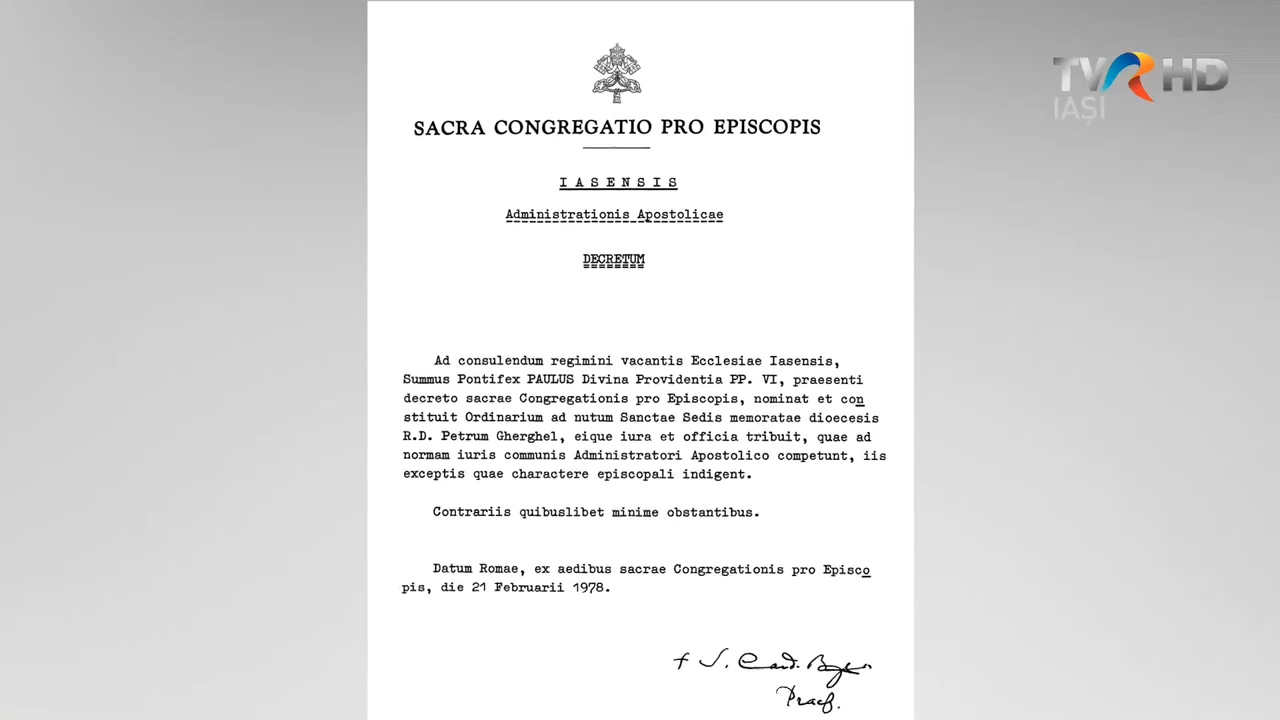 TVR HD
IAȘI
SACRA CONGREGATIO PRO EPISCOPIS
IASENSIS
Administrationis Apostolicae
DECRETUM
Ad consulendum regimini vacantis Ecclesiae Iasensis,
Summus Pontifex PAULUS Divina Providentia PP. VI, praesenti
decreto sacrae Congregationis pro Episcopis, nominat et con
stituit Ordinarium ad nutum Sanctae Sedis memoratae dioecesis
R.D. Petrum Gherghel, eique iura et officia tribuit, quae ad
normam iuris communis Administratori Apostolico competunt, iis
exceptis quae charactere episcopali indigent.
Contrariis quibuslibet minime obstantibus.
Datum Romae, ex aedibus sacrae Congregationis pro Episco
pis, die 21 Februarii 1978.
Card.
Praef.